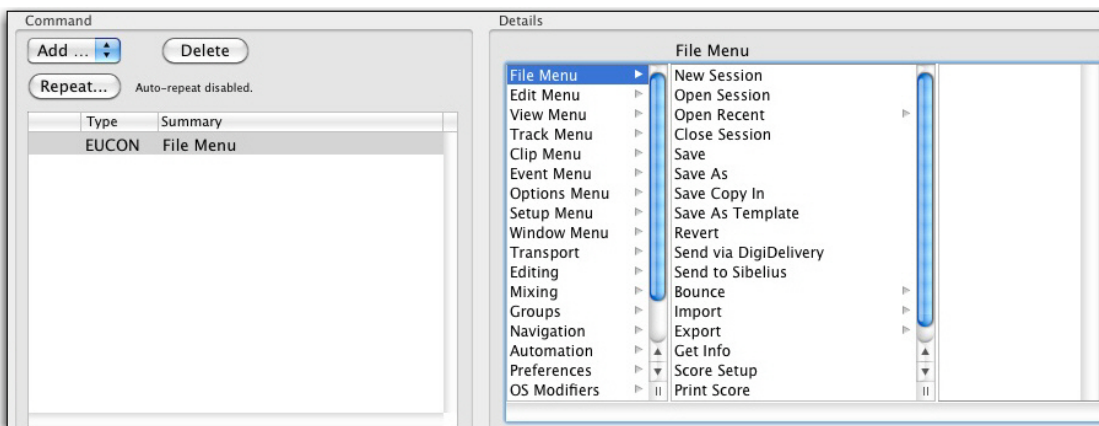 Command
Add ...
Delete
Repeat...
Auto-repeat disabled.
Type Summary
EUCON File Menu
Details
File Menu
File Menu
Edit Menu
View Menu
Track Menu
Clip Menu
Event Menu
Options Menu
Setup Menu
Window Menu
Transport
Editing
Mixing
Groups
Navigation
Automation
Preferences
OS Modifiers
New Session
Open Session
Open Recent
Close Session
Save
Save As
Save Copy In
Save As Template
Revert
Send via DigiDelivery
Send to Sibelius
Bounce
Import
Export
Get Info
Score Setup
Print Score